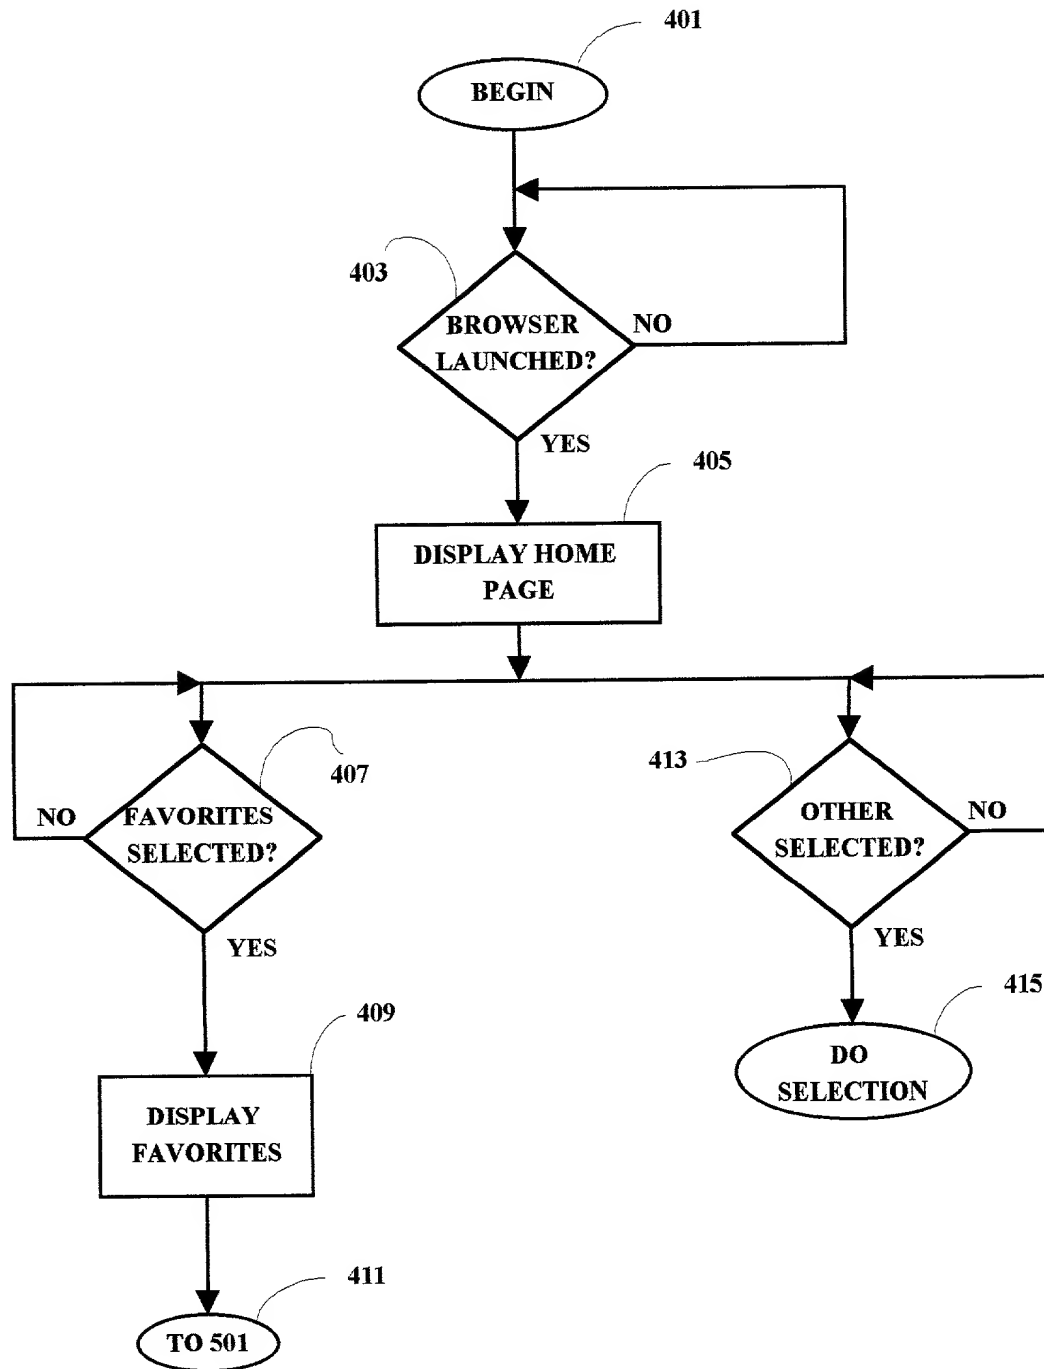 401
BEGIN
403
BROWSER
LAUNCHED?
NO
YES
405
DISPLAY HOME
PAGE
407
FAVORITES
SELECTED?
NO
YES
409
DISPLAY
FAVORITES
411
TO 501
413
OTHER
SELECTED?
NO
YES
415
DO
SELECTION